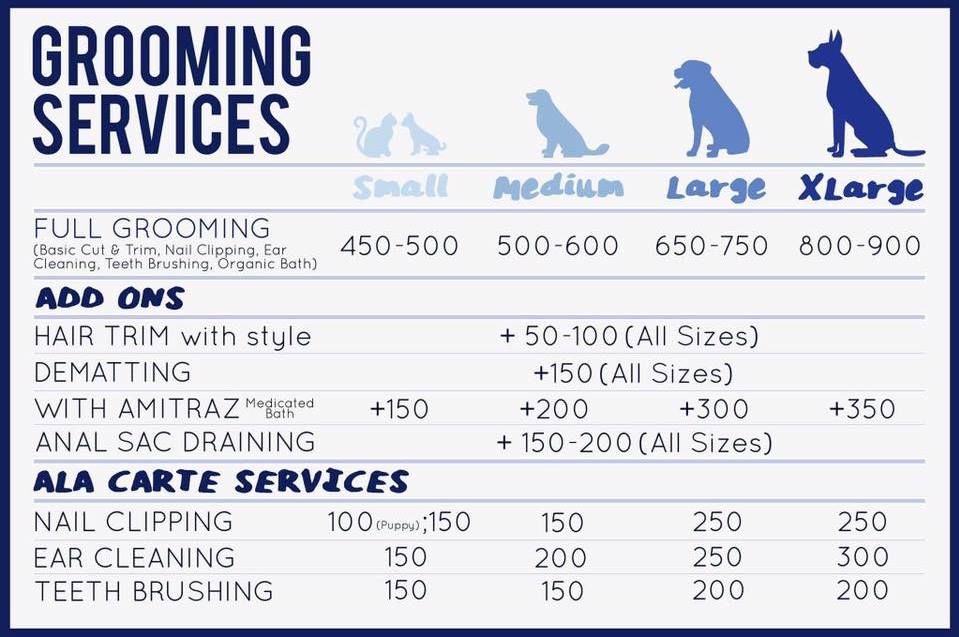 GROOMING
SERVICES
Small Medium Large XLarge
FULL GROOMING
(Basic Cut & Trim, Nail Clipping, Ear
Cleaning, Teeth Brushing, Organic Bath)
450-500 500-600 650-750 800-900
ADD ONS
HAIR TRIM with style + 50-100 (All Sizes)
DEMATTING +150 (All Sizes)
WITH AMITRAZ Medicated Bath +150 +200 +300 +350
ANAL SAC DRAINING + 150-200 (All Sizes)
ALA CARTE SERVICES
NAIL CLIPPING 100 (Puppy);150 150 250 250
EAR CLEANING 150 200 250 300
TEETH BRUSHING 150 150 200 200